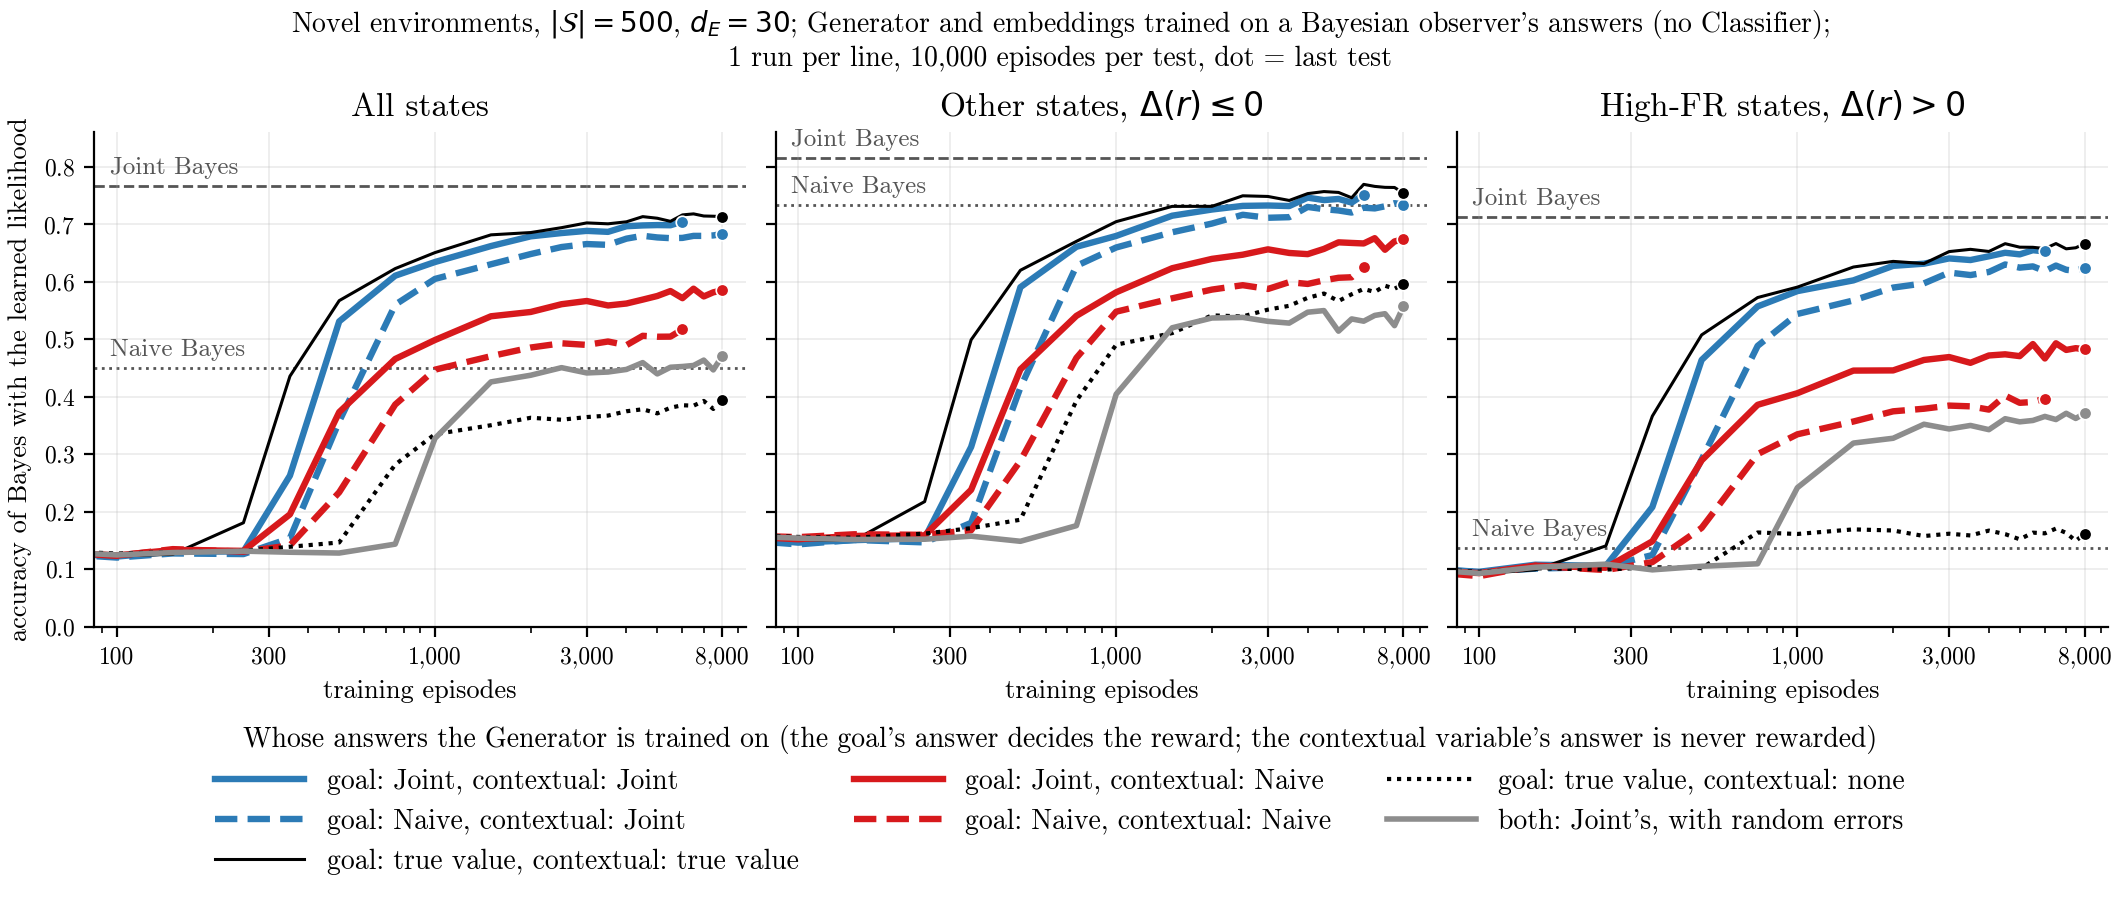 Novel environments, |𝒮| = 500, d_E = 30; Generator and embeddings trained on a Bayesian observer's answers (no Classifier);
1 run per line, 10,000 episodes per test, dot = last test
All states
Other states, Δ(r) ≤ 0
High-FR states, Δ(r) > 0
accuracy of Bayes with the learned likelihood
0.8
0.7
0.6
0.5
0.4
0.3
0.2
0.1
0.0
Joint Bayes
Naive Bayes
Joint Bayes
Naive Bayes
Joint Bayes
Naive Bayes
100 300 1,000 3,000 8,000
100 300 1,000 3,000 8,000
100 300 1,000 3,000 8,000
training episodes
training episodes
training episodes
Whose answers the Generator is trained on (the goal's answer decides the reward; the contextual variable's answer is never rewarded)
goal: Joint, contextual: Joint
goal: Naive, contextual: Joint
goal: true value, contextual: true value
goal: Joint, contextual: Naive
goal: Naive, contextual: Naive
goal: true value, contextual: none
both: Joint's, with random errors